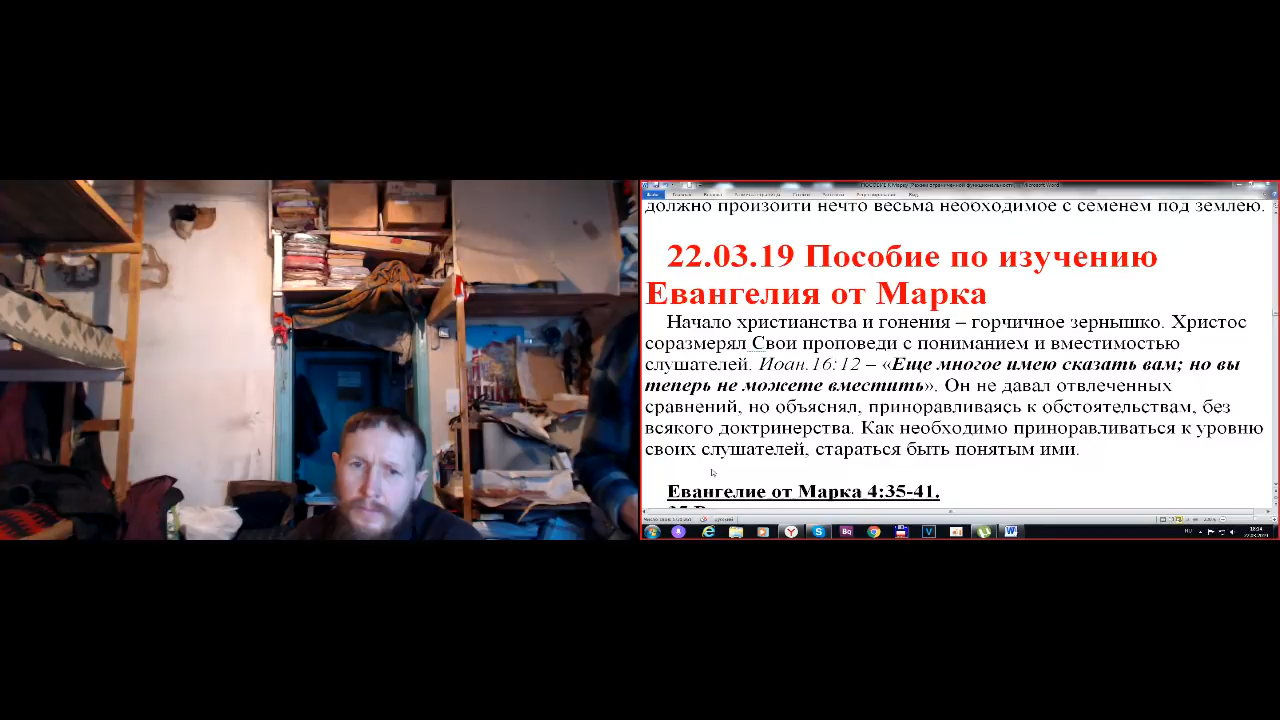 должно произойти нечто весьма необходимое с семенем под землею.
22.03.19 Пособие по изучению
Евангелия от Марка
Начало христианства и гонения – горчичное зернышко. Христос
соразмерял Свои проповеди с пониманием и вместимостью
слушателей. Иоан.16:12 – «Еще многое имею сказать вам; но вы
теперь не можете вместить». Он не давал отвлеченных
сравнений, но объяснял, приноравливаясь к обстоятельствам, без
всякого доктринерства. Как необходимо приноравливаться к уровню
своих слушателей, стараться быть понятым ими.
Евангелие от Марка 4:35-41.